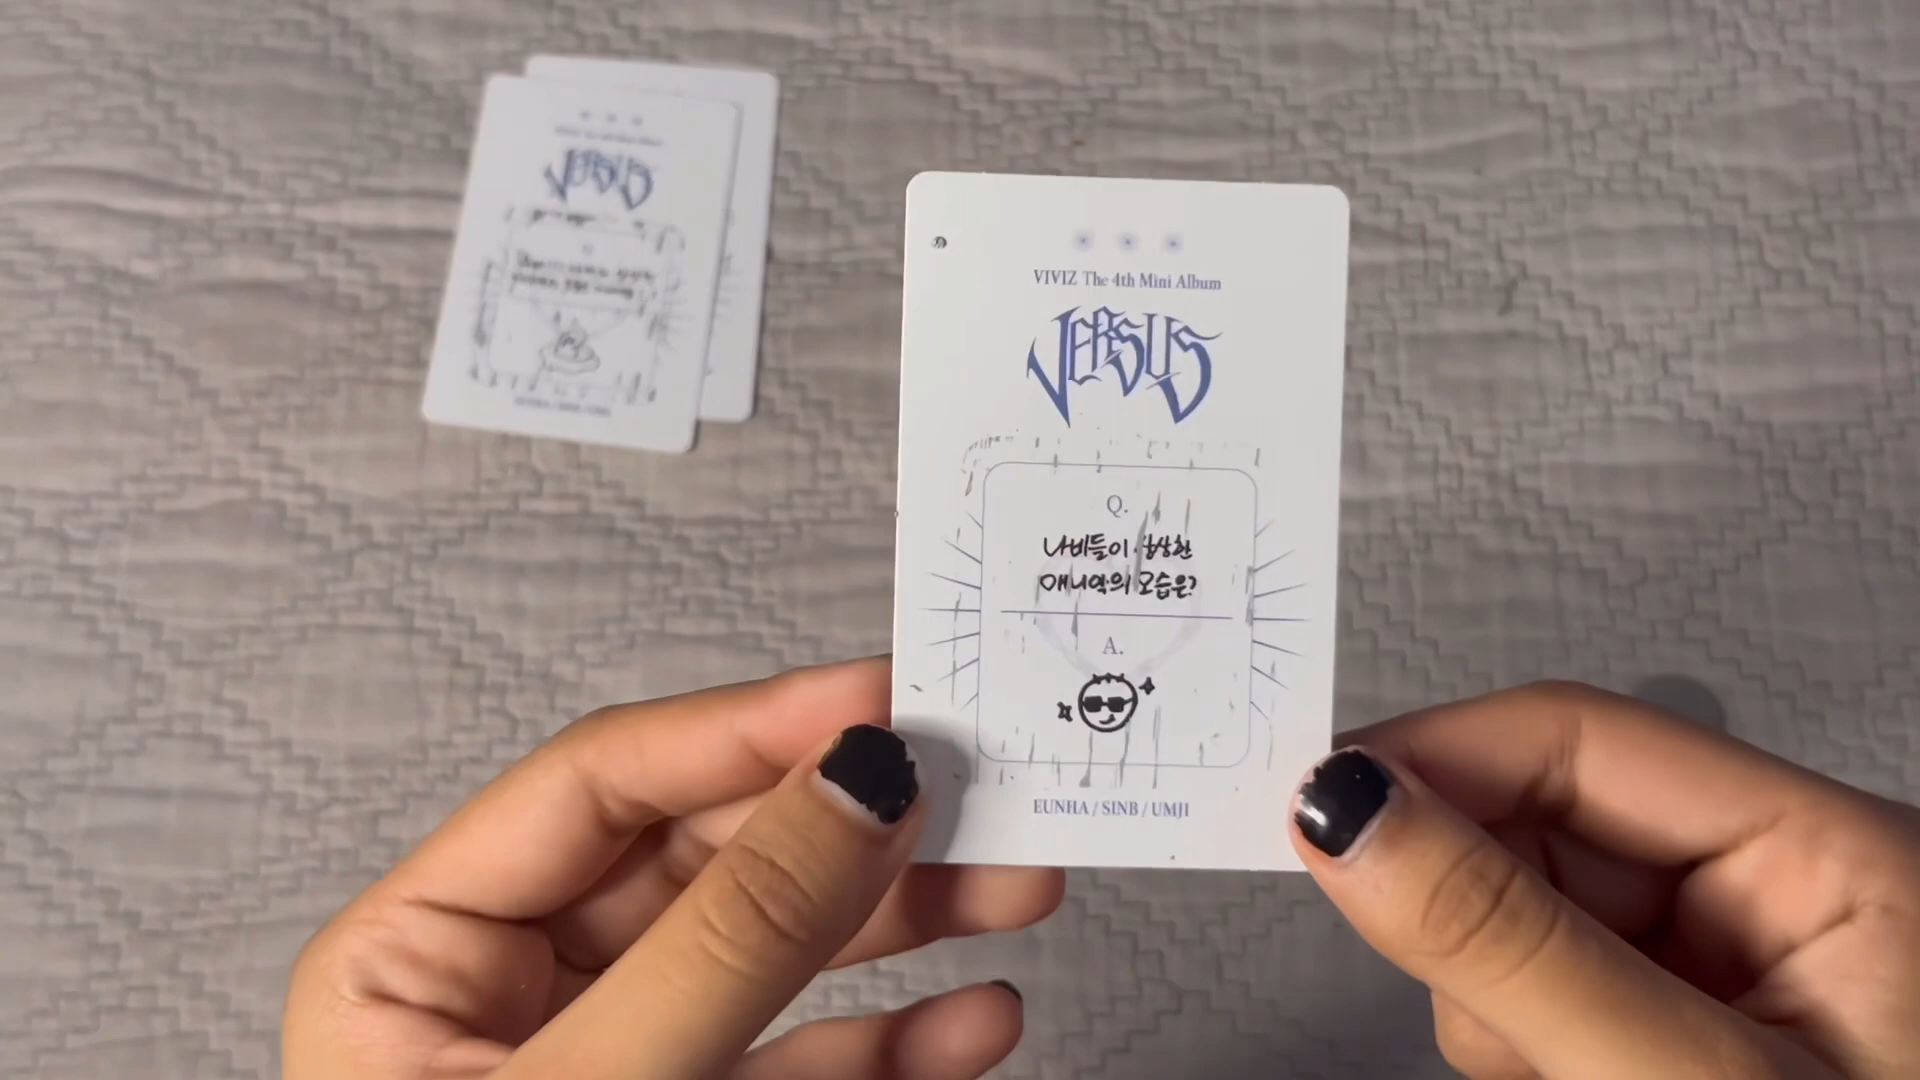 VIVIZ The 4th Mini Album
VERSUS
Q.
나비들이 상상한
매니악의 모습은?
A.
EUNHA / SINB / UMJI
VERSUS